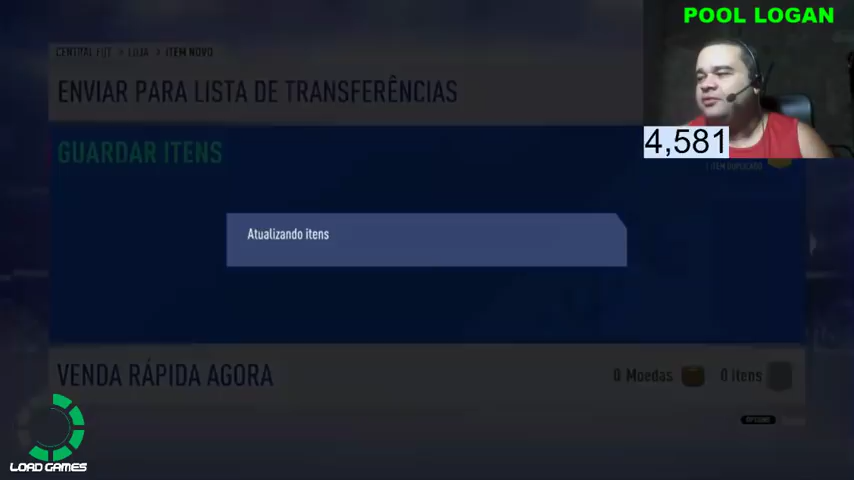 POOL LOGAN
CENTRAL FUT > LOJA > ITEM NOVO
ENVIAR PARA LISTA DE TRANSFERÊNCIAS
4,581
GUARDAR ITENS
1 ITEM DUPLICADO
Atualizando itens
VENDA RÁPIDA AGORA
0 Moedas
0 Itens
LOAD GAMES